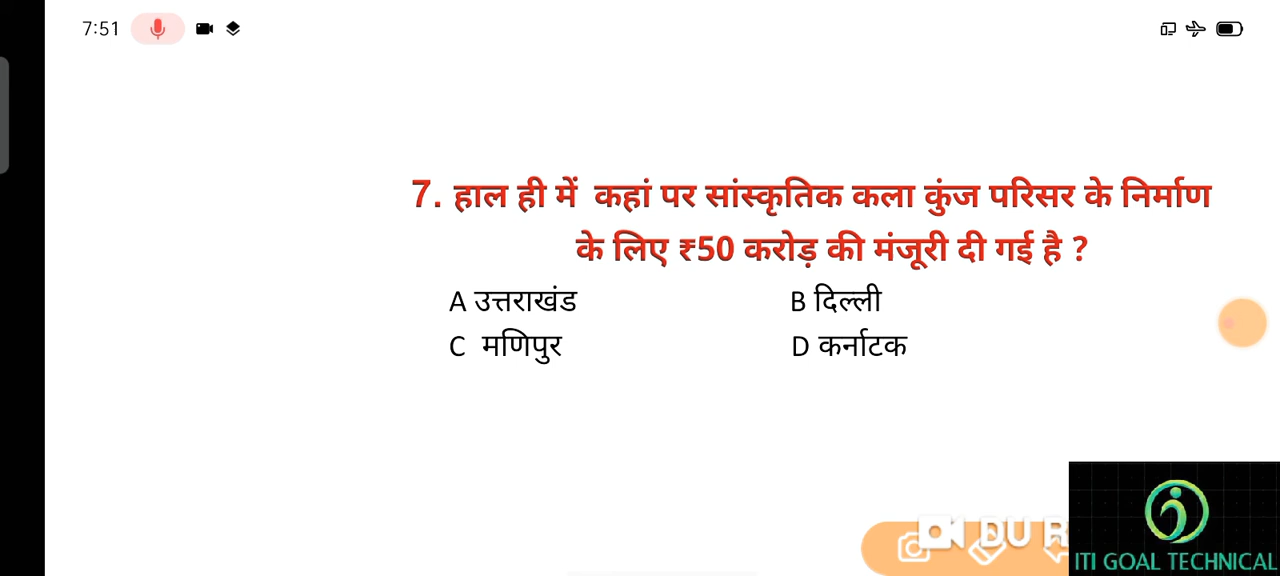 7:51
7. हाल ही में कहां पर सांस्कृतिक कला कुंज परिसर के निर्माण
के लिए ₹50 करोड़ की मंजूरी दी गई है ?
A उत्तराखंड B दिल्ली
C मणिपुर D कर्नाटक
DU R
ITI GOAL TECHNICAL